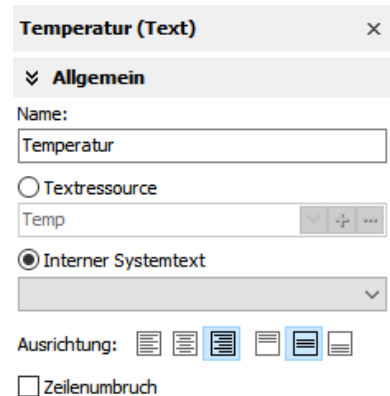 Temperatur (Text)
Allgemein
Name:
Temperatur
Textressource
Temp
Interner Systemtext
Ausrichtung:
Zeilenumbruch